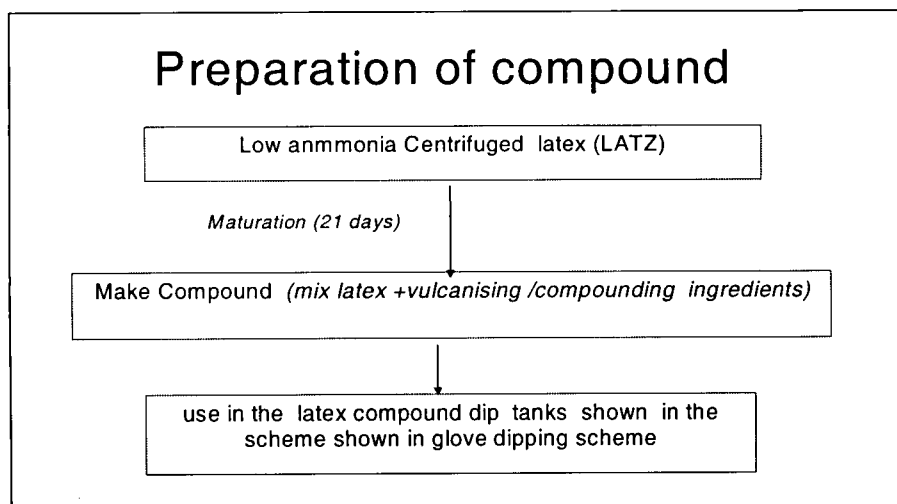 Preparation of compound
Low anmmonia Centrifuged latex (LATZ)
Maturation (21 days)
Make Compound (mix latex +vulcanising /compounding ingredients)
use in the latex compound dip tanks shown in the
scheme shown in glove dipping scheme